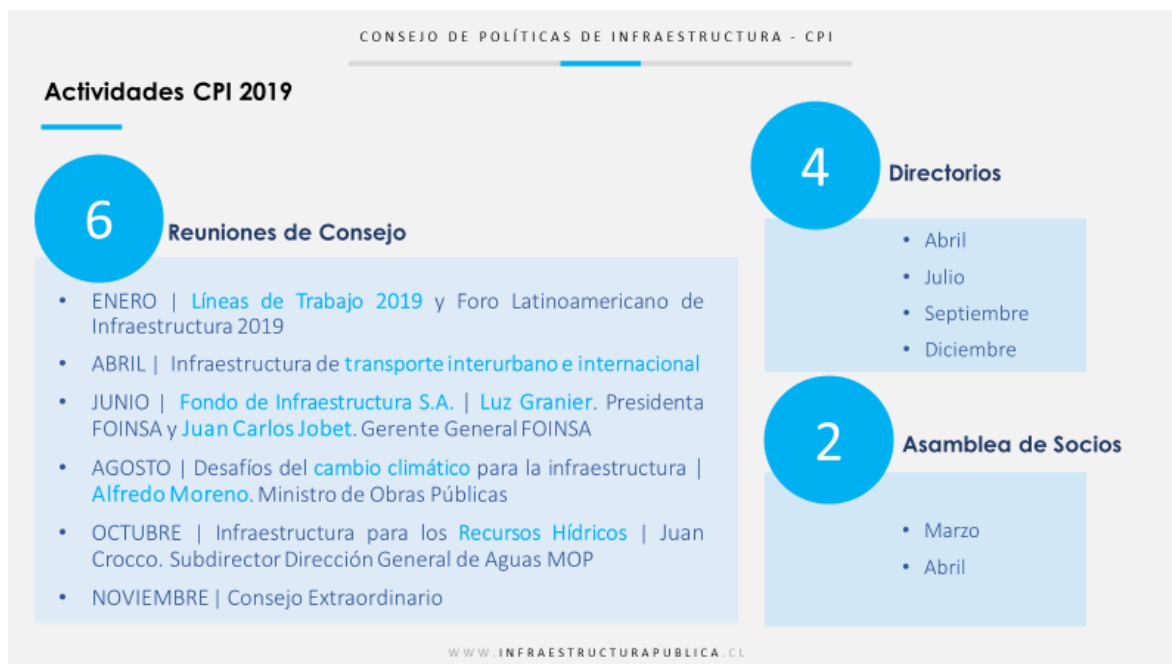 CONSEJO DE POLÍTICAS DE INFRAESTRUCTURA - CPI
Actividades CPI 2019
6
Reuniones de Consejo
• ENERO | Líneas de Trabajo 2019 y Foro Latinoamericano de
Infraestructura 2019
• ABRIL | Infraestructura de transporte interurbano e internacional
• JUNIO | Fondo de Infraestructura S.A. | Luz Granier. Presidenta
FOINSA y Juan Carlos Jobet. Gerente General FOINSA
• AGOSTO | Desafíos del cambio climático para la infraestructura |
Alfredo Moreno. Ministro de Obras Públicas
• OCTUBRE | Infraestructura para los Recursos Hídricos | Juan
Crocco. Subdirector Dirección General de Aguas MOP
• NOVIEMBRE | Consejo Extraordinario
4
Directorios
• Abril
• Julio
• Septiembre
• Diciembre
2
Asamblea de Socios
• Marzo
• Abril
WWW.INFRAESTRUCTURAPUBLICA.CL